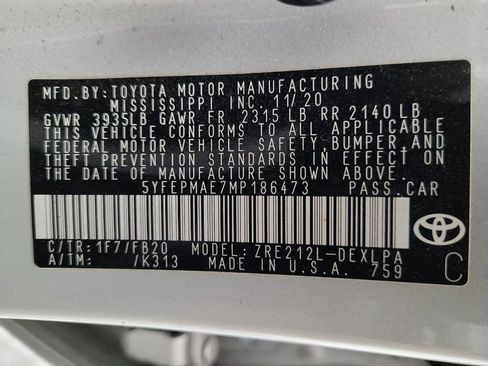 MFD.BY:TOYOTA MOTOR MANUFACTURING
MISSISSIPPI INC. 11/20
GVWR 3935LB GAWR FR 2315 LB RR 2140 LB
THIS VEHICLE CONFORMS TO ALL APPLICABLE
FEDERAL MOTOR VEHICLE SAFETY,BUMPER,AND
THEFT PREVENTION STANDARDS IN EFFECT ON
THE DATE OF MANUFACTURE SHOWN ABOVE.
5YFEPMAE7MP186473 PASS.CAR
C/TR:1F7/FB20 MODEL:ZRE212L-DEXLPA
A/TM: /K313 MADE IN U.S.A. 759
TOYOTA
C